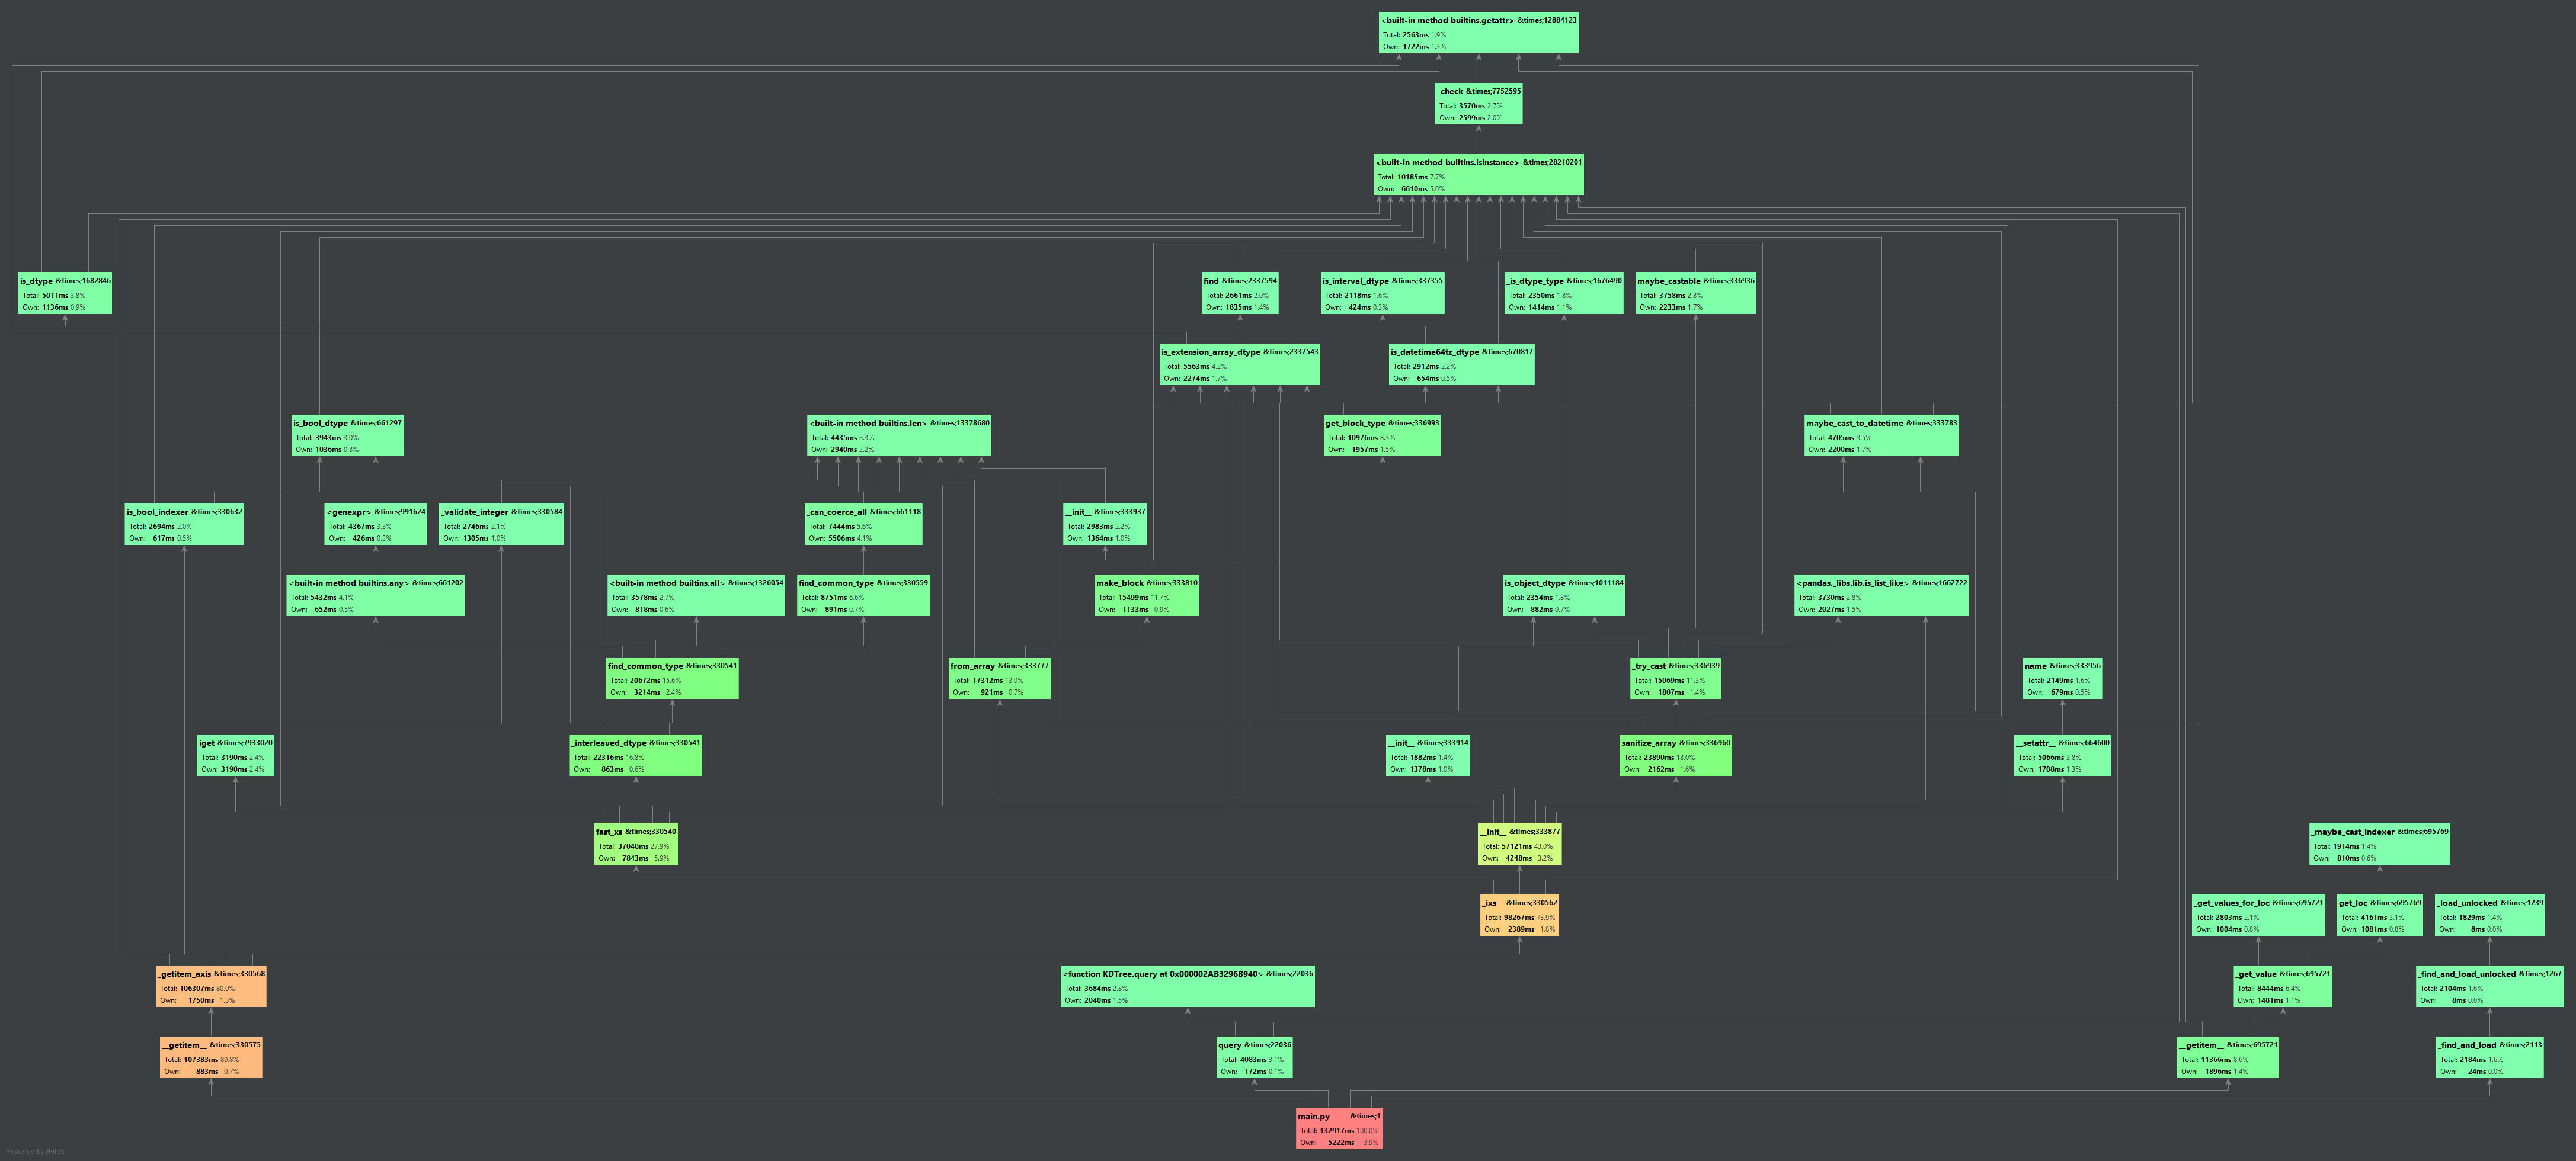 <built-in method builtins.getattr> &times;12884123
Total: 2563ms 1.9%
Own: 1722ms 1.3%
_check &times;7752595
Total: 3570ms 2.7%
Own: 2599ms 2.0%
<built-in method builtins.isinstance> &times;28210201
Total: 10185ms 7.7%
Own: 6610ms 5.0%
is_dtype &times;1682846
Total: 5011ms 3.8%
Own: 1136ms 0.9%
find &times;2337594
Total: 2661ms 2.0%
Own: 1835ms 1.4%
is_interval_dtype &times;337355
Total: 2118ms 1.6%
Own: 424ms 0.3%
_is_dtype_type &times;1676490
Total: 2350ms 1.8%
Own: 1414ms 1.1%
maybe_castable &times;336936
Total: 3758ms 2.8%
Own: 2233ms 1.7%
is_extension_array_dtype &times;2337543
Total: 5563ms 4.2%
Own: 2274ms 1.7%
is_datetime64tz_dtype &times;670817
Total: 2912ms 2.2%
Own: 654ms 0.5%
is_bool_dtype &times;661297
Total: 3943ms 3.0%
Own: 1036ms 0.8%
<built-in method builtins.len> &times;13378680
Total: 4435ms 3.3%
Own: 2940ms 2.2%
get_block_type &times;336993
Total: 10976ms 8.3%
Own: 1957ms 1.5%
maybe_cast_to_datetime &times;333783
Total: 4705ms 3.5%
Own: 2200ms 1.7%
is_bool_indexer &times;330632
Total: 2694ms 2.0%
Own: 617ms 0.5%
<genexpr> &times;991624
Total: 4367ms 3.3%
Own: 426ms 0.3%
_validate_integer &times;330584
Total: 2746ms 2.1%
Own: 1305ms 1.0%
_can_coerce_all &times;661118
Total: 7444ms 5.6%
Own: 5506ms 4.1%
__init__ &times;333937
Total: 2983ms 2.2%
Own: 1364ms 1.0%
<built-in method builtins.any> &times;661202
Total: 5432ms 4.1%
Own: 652ms 0.5%
<built-in method builtins.all> &times;1326054
Total: 3578ms 2.7%
Own: 818ms 0.6%
find_common_type &times;330559
Total: 8751ms 6.6%
Own: 891ms 0.7%
make_block &times;333810
Total: 15499ms 11.7%
Own: 1133ms 0.9%
is_object_dtype &times;1011184
Total: 2354ms 1.8%
Own: 882ms 0.7%
<pandas._libs.lib.is_list_like> &times;1662722
Total: 3730ms 2.8%
Own: 2027ms 1.5%
find_common_type &times;330541
Total: 20672ms 15.6%
Own: 3214ms 2.4%
from_array &times;333777
Total: 17312ms 13.0%
Own: 921ms 0.7%
_try_cast &times;336939
Total: 15069ms 11.3%
Own: 1807ms 1.4%
name &times;333956
Total: 2149ms 1.6%
Own: 679ms 0.5%
iget &times;7933020
Total: 3190ms 2.4%
Own: 3190ms 2.4%
_interleaved_dtype &times;330541
Total: 22316ms 16.8%
Own: 863ms 0.6%
__init__ &times;333914
Total: 1882ms 1.4%
Own: 1378ms 1.0%
sanitize_array &times;336960
Total: 23890ms 18.0%
Own: 2162ms 1.6%
__setattr__ &times;664600
Total: 5066ms 3.8%
Own: 1708ms 1.3%
fast_xs &times;330540
Total: 37040ms 27.9%
Own: 7843ms 5.9%
__init__ &times;333877
Total: 57121ms 43.0%
Own: 4248ms 3.2%
_maybe_cast_indexer &times;695769
Total: 1914ms 1.4%
Own: 810ms 0.6%
_ixs &times;330562
Total: 98267ms 73.9%
Own: 2389ms 1.8%
_get_values_for_loc &times;695721
Total: 2803ms 2.1%
Own: 1004ms 0.8%
get_loc &times;695769
Total: 4161ms 3.1%
Own: 1081ms 0.8%
_load_unlocked &times;1239
Total: 1829ms 1.4%
Own: 8ms 0.0%
_getitem_axis &times;330568
Total: 106307ms 80.0%
Own: 1750ms 1.3%
<function KDTree.query at 0x000002AB3296B940> &times;22036
Total: 3684ms 2.8%
Own: 2040ms 1.5%
_get_value &times;695721
Total: 8444ms 6.4%
Own: 1481ms 1.1%
_find_and_load_unlocked &times;1267
Total: 2104ms 1.6%
Own: 8ms 0.0%
__getitem__ &times;330575
Total: 107383ms 80.8%
Own: 883ms 0.7%
query &times;22036
Total: 4083ms 3.1%
Own: 172ms 0.1%
__getitem__ &times;695721
Total: 11366ms 8.6%
Own: 1896ms 1.4%
_find_and_load &times;2113
Total: 2184ms 1.6%
Own: 24ms 0.0%
main.py &times;1
Total: 132917ms 100.0%
Own: 5222ms 3.9%
Powered by yFiles